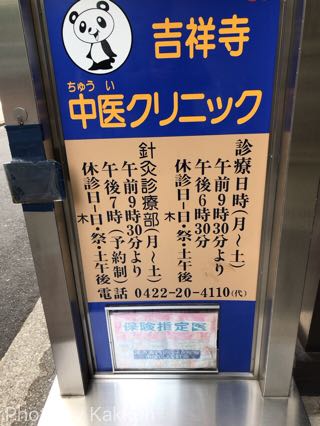 吉祥寺
ちゅう い
中医クリニック
診療日時(月〜土)
午前9時30分より
午後6時30分
休診日ー日・祭・土午後
木
針灸診療部(月〜土)
午前9時30分より
午後7時(予約制)
休診日ー日・祭・土午後
木
電話 0422-20-4110(代)
保険指定医